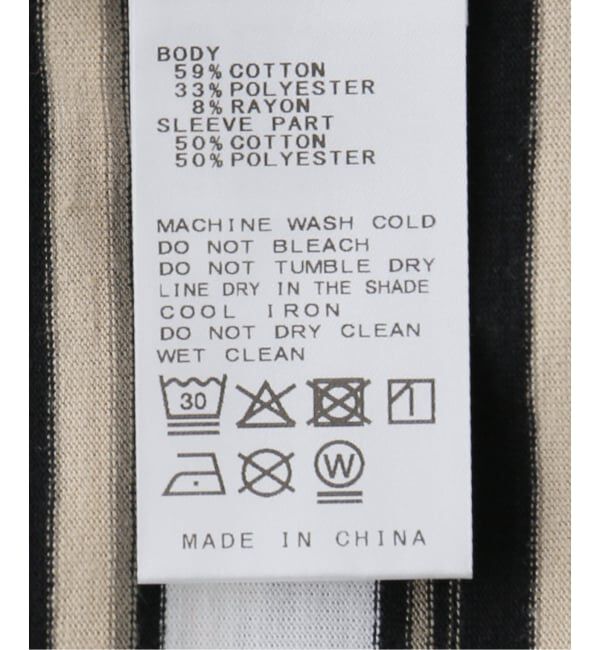 BODY
59% COTTON
33% POLYESTER
8% RAYON
SLEEVE PART
50% COTTON
50% POLYESTER
MACHINE WASH COLD
DO NOT BLEACH
DO NOT TUMBLE DRY
LINE DRY IN THE SHADE
COOL IRON
DO NOT DRY CLEAN
WET CLEAN
30
W
MADE IN CHINA